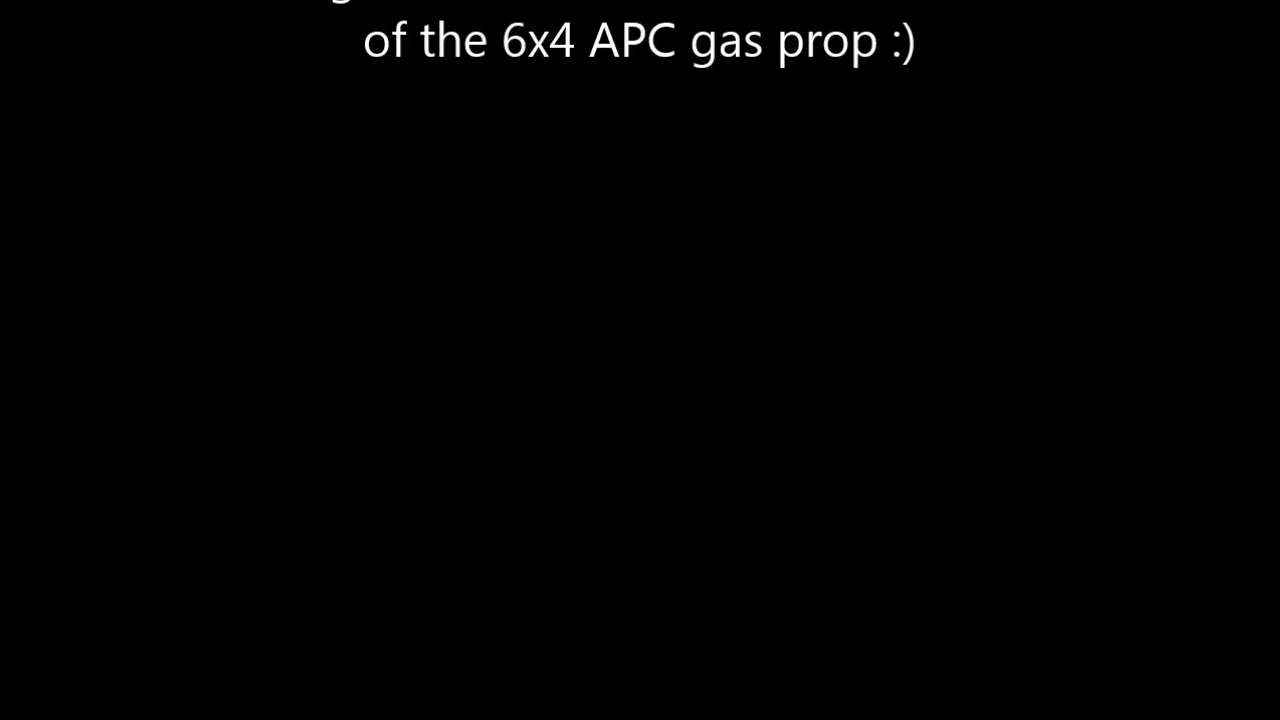 of the 6x4 APC gas prop :)